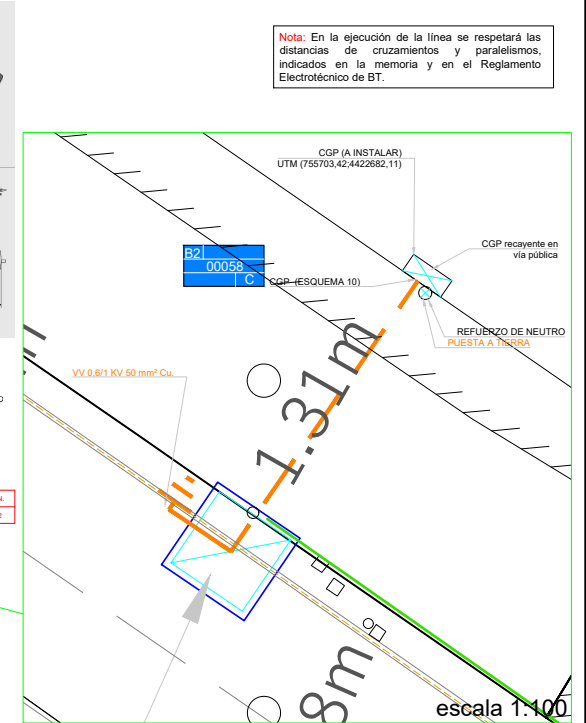 Nota: En la ejecución de la línea se respetará las
distancias de cruzamientos y paralelismos,
indicados en la memoria y en el Reglamento
Electrotécnico de BT.
CGP (A INSTALAR)
UTM (755703,42;4422682,11)
CGP recayente en
vía pública
B2
00058
C
CGP (ESQUEMA 10)
REFUERZO DE NEUTRO
PUESTA A TIERRA
VV 0.6/1 KV 50 mm² Cu.
1.31m
8m
escala 1:100